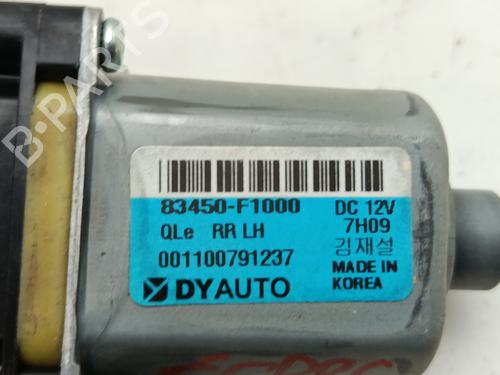 83450-F1000 DC 12V
QLe RR LH 7H09
김재설
001100791237 MADE IN
DYAUTO KOREA
B-PARTS